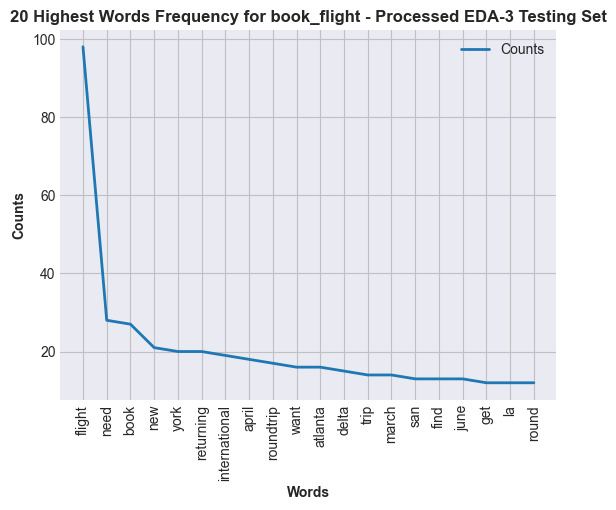 20 Highest Words Frequency for book_flight - Processed EDA-3 Testing Set
Counts
Counts
100
80
60
40
20
flight
need
book
new
york
returning
international
april
roundtrip
want
atlanta
delta
trip
march
san
find
june
get
la
round
Words